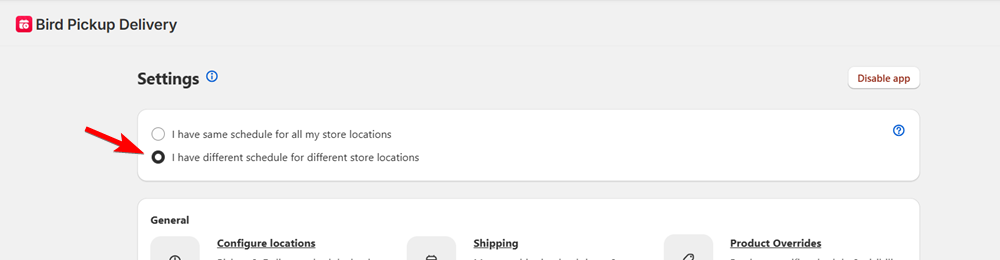 Bird Pickup Delivery
Settings
Disable app
I have same schedule for all my store locations
I have different schedule for different store locations
General
Configure locations
Shipping
Product Overrides